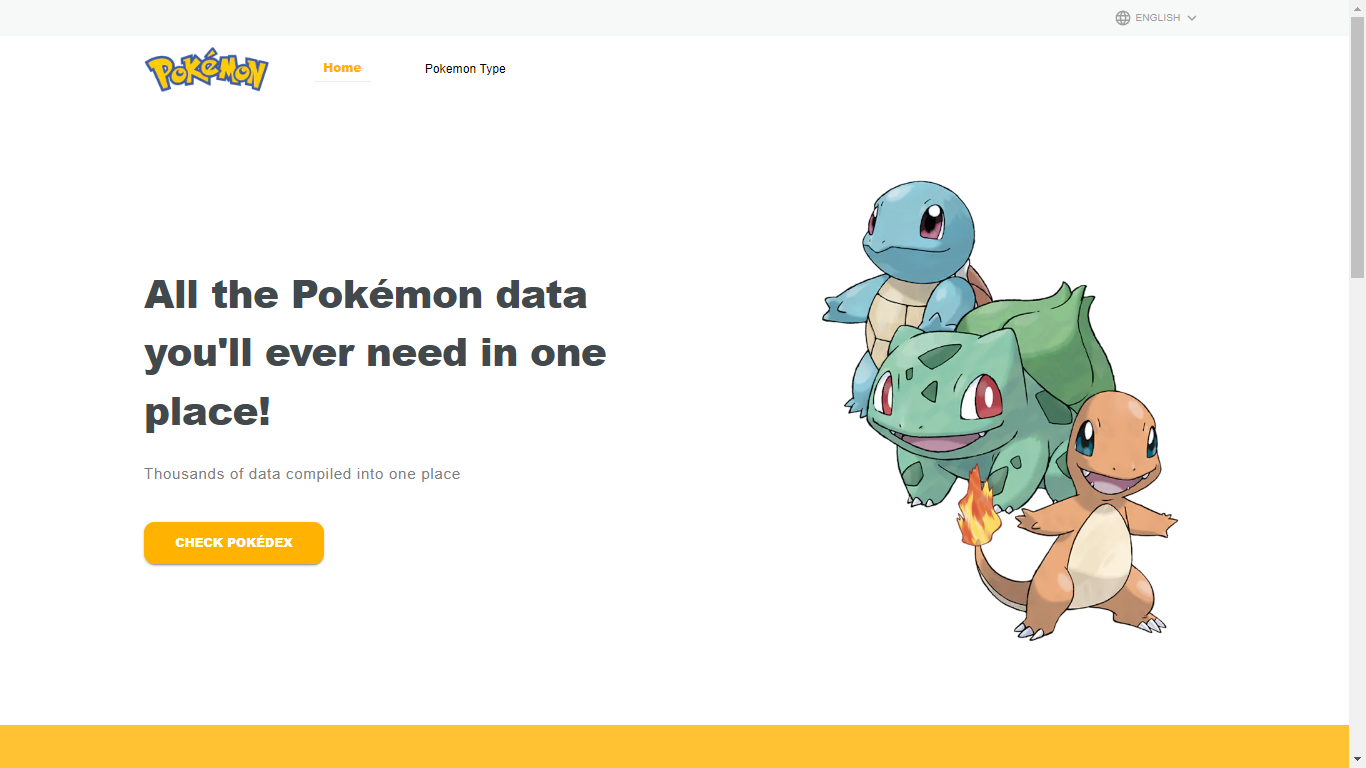 ENGLISH
POKéMON
Home
Pokemon Type
All the Pokémon data
you'll ever need in one
place!
Thousands of data compiled into one place
CHECK POKÉDEX